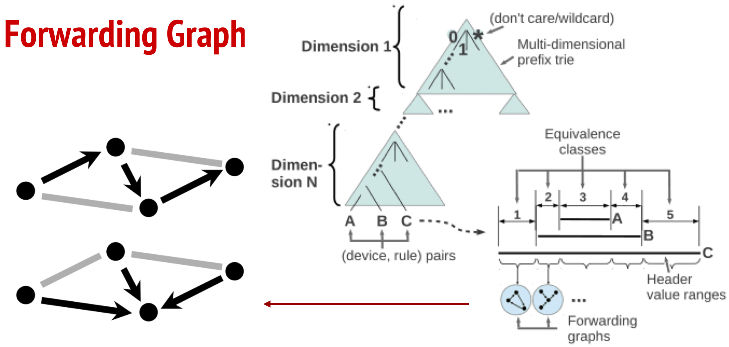 Forwarding Graph
(don't care/wildcard)
Dimension 1
0
1
*
Multi-dimensional
prefix trie
Dimension 2
...
Dimen-
sion N
Equivalence
classes
1
2
3
4
5
A
B
C
A
B
C
(device, rule) pairs
Header
value ranges
...
Forwarding
graphs